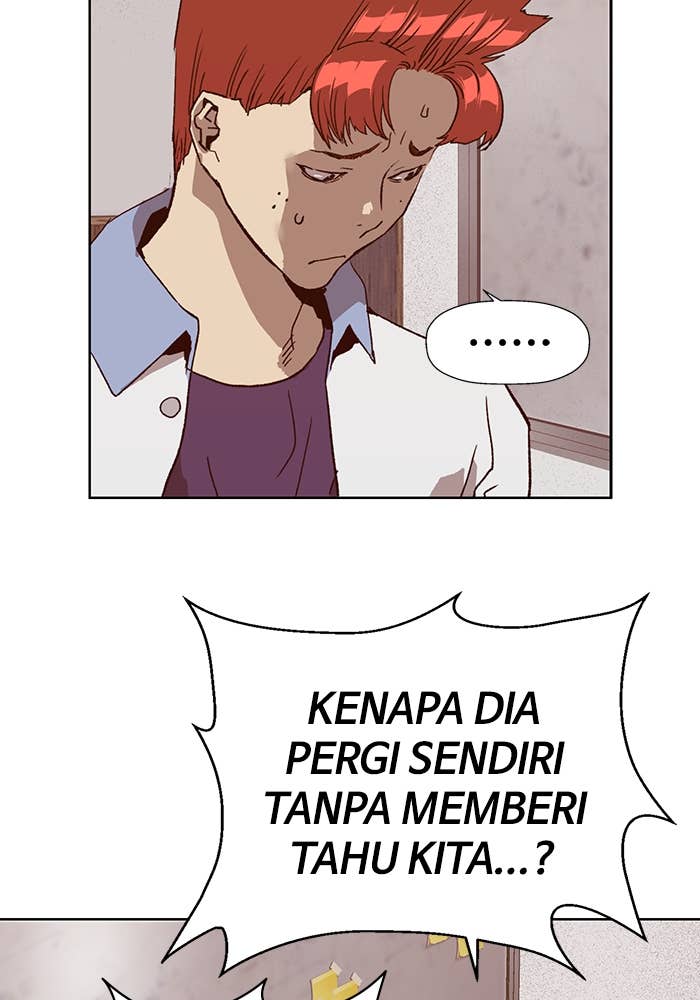 ......
KENAPA DIA
PERGI SENDIRI
TANPA MEMBERI
TAHU KITA...?